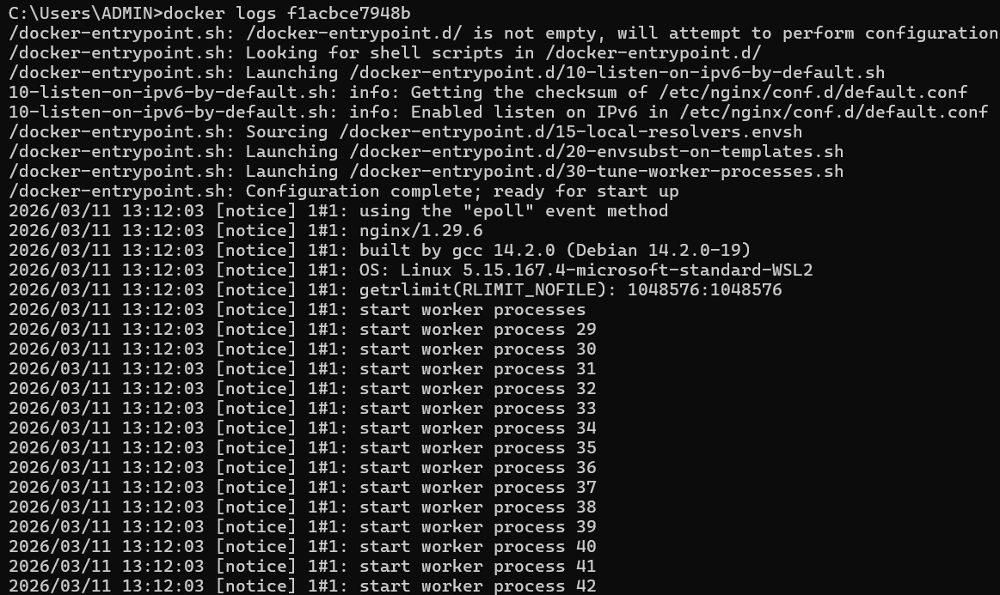 C:\Users\ADMIN>docker logs f1acbce7948b
/docker-entrypoint.sh: /docker-entrypoint.d/ is not empty, will attempt to perform configuration
/docker-entrypoint.sh: Looking for shell scripts in /docker-entrypoint.d/
/docker-entrypoint.sh: Launching /docker-entrypoint.d/10-listen-on-ipv6-by-default.sh
10-listen-on-ipv6-by-default.sh: info: Getting the checksum of /etc/nginx/conf.d/default.conf
10-listen-on-ipv6-by-default.sh: info: Enabled listen on IPv6 in /etc/nginx/conf.d/default.conf
/docker-entrypoint.sh: Sourcing /docker-entrypoint.d/15-local-resolvers.envsh
/docker-entrypoint.sh: Launching /docker-entrypoint.d/20-envsubst-on-templates.sh
/docker-entrypoint.sh: Launching /docker-entrypoint.d/30-tune-worker-processes.sh
/docker-entrypoint.sh: Configuration complete; ready for start up
2026/03/11 13:12:03 [notice] 1#1: using the "epoll" event method
2026/03/11 13:12:03 [notice] 1#1: nginx/1.29.6
2026/03/11 13:12:03 [notice] 1#1: built by gcc 14.2.0 (Debian 14.2.0-19)
2026/03/11 13:12:03 [notice] 1#1: OS: Linux 5.15.167.4-microsoft-standard-WSL2
2026/03/11 13:12:03 [notice] 1#1: getrlimit(RLIMIT_NOFILE): 1048576:1048576
2026/03/11 13:12:03 [notice] 1#1: start worker processes
2026/03/11 13:12:03 [notice] 1#1: start worker process 29
2026/03/11 13:12:03 [notice] 1#1: start worker process 30
2026/03/11 13:12:03 [notice] 1#1: start worker process 31
2026/03/11 13:12:03 [notice] 1#1: start worker process 32
2026/03/11 13:12:03 [notice] 1#1: start worker process 33
2026/03/11 13:12:03 [notice] 1#1: start worker process 34
2026/03/11 13:12:03 [notice] 1#1: start worker process 35
2026/03/11 13:12:03 [notice] 1#1: start worker process 36
2026/03/11 13:12:03 [notice] 1#1: start worker process 37
2026/03/11 13:12:03 [notice] 1#1: start worker process 38
2026/03/11 13:12:03 [notice] 1#1: start worker process 39
2026/03/11 13:12:03 [notice] 1#1: start worker process 40
2026/03/11 13:12:03 [notice] 1#1: start worker process 41
2026/03/11 13:12:03 [notice] 1#1: start worker process 42